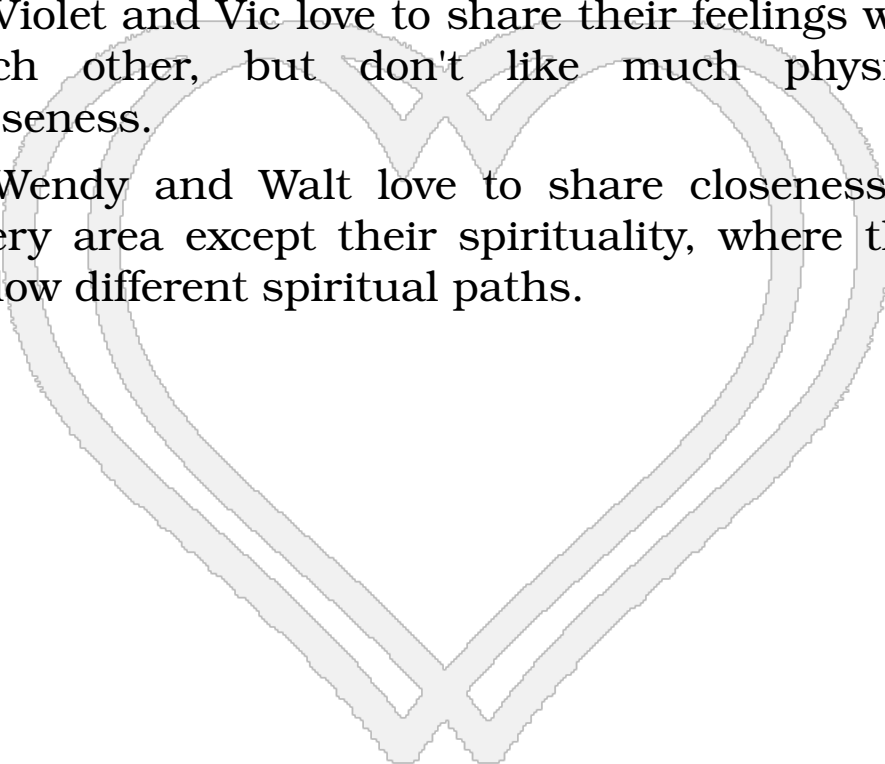 Violet and Vic love to share their feelings w
ch other, but don't like much physi
seness.
Wendy and Walt love to share closeness
ery area except their spirituality, where th
low different spiritual paths.